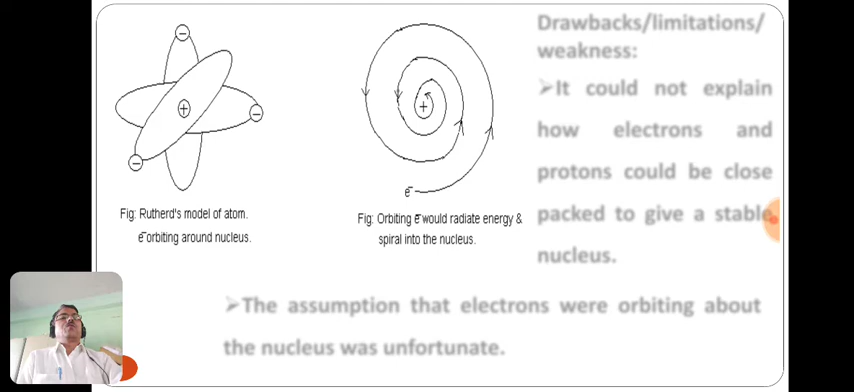 Drawbacks/limitations/
weakness:
It could not explain
how electrons and
protons could be close
packed to give a stable
nucleus.
e-
Fig: Rutherd's model of atom.
e- orbiting around nucleus.
Fig: Orbiting e- would radiate energy &
spiral into the nucleus.
The assumption that electrons were orbiting about
the nucleus was unfortunate.